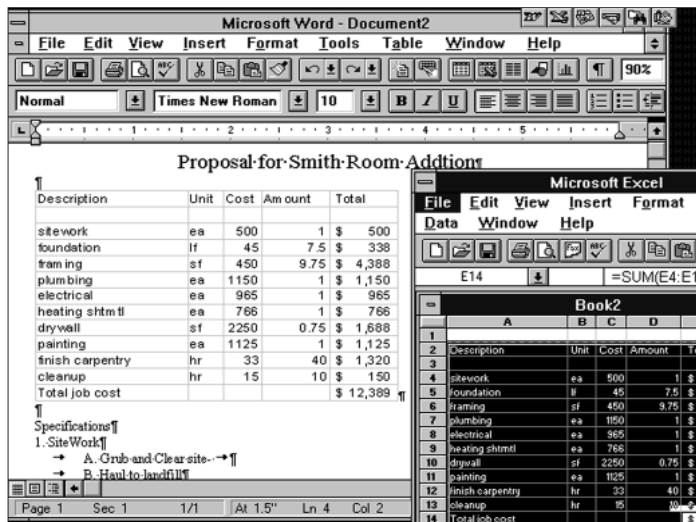 Microsoft Word - Document2
File Edit View Insert Format Tools Table Window Help
ABC
90%
Normal Times New Roman 10 B I U
1 2 3 4 5
Proposal·for·Smith·Room·Addtion¶
¶
Description Unit Cost Amount Total
sitework ea 500 1 $ 500
foundation lf 45 7.5 $ 338
framing sf 450 9.75 $ 4,388
plumbing ea 1150 1 $ 1,150
electrical ea 965 1 $ 965
heating shtmtl ea 766 1 $ 766
drywall sf 2250 0.75 $ 1,688
painting ea 1125 1 $ 1,125
finish carpentry hr 33 40 $ 1,320
cleanup hr 15 10 $ 150
Total job cost $ 12,389 ¶
¶
Specifications¶
1.·SiteWork¶
→ A.·Grub·and·Clear·site·-→¶
→ B.·Haul·to·landfill¶
Page 1 Sec 1 1/1 At 1.5" Ln 4 Col 2
Microsoft Excel
File Edit View Insert Format
Data Window Help
Fax ABC
E14 =SUM(E4:E1
Book2
A B C D
1
2 Description Unit Cost Amount
3
4 sitework ea 500 1 $
5 foundation lf 45 7.5 $
6 framing sf 450 9.75 $
7 plumbing ea 1150 1 $
8 electrical ea 965 1 $
9 heating shtmtl ea 766 1 $
10 drywall sf 2250 0.75 $
11 painting ea 1125 1 $
12 finish carpentry hr 33 40 $
13 cleanup hr 15 10
14 Total job cost $